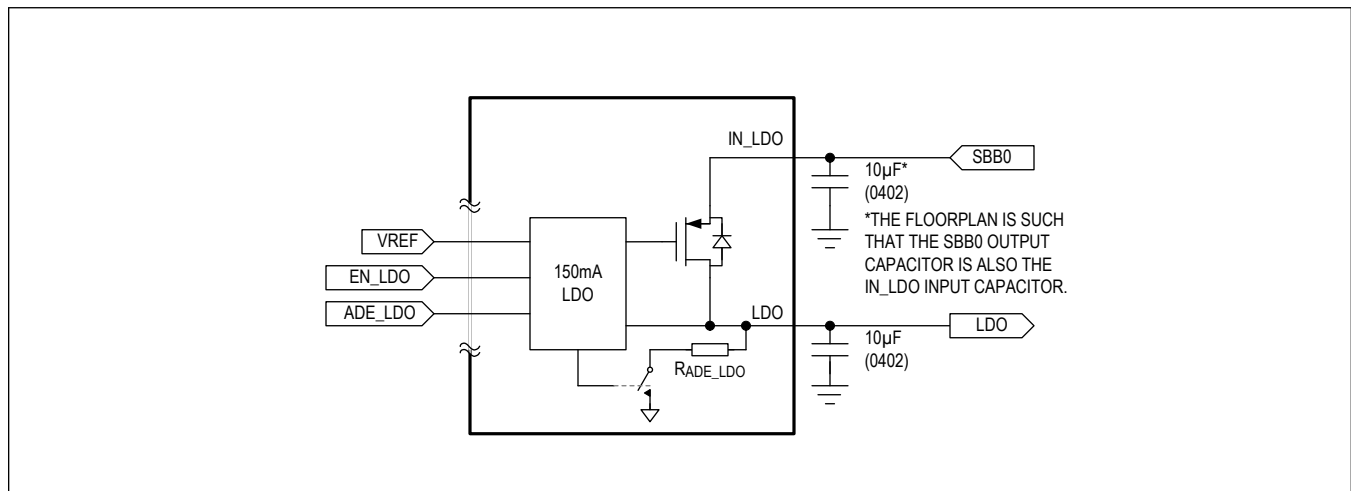 IN_LDO
SBB0
10µF*
(0402)
*THE FLOORPLAN IS SUCH
THAT THE SBB0 OUTPUT
CAPACITOR IS ALSO THE
IN_LDO INPUT CAPACITOR.
VREF
EN_LDO
ADE_LDO
150mA
LDO
LDO
LDO
10µF
(0402)
RADE_LDO